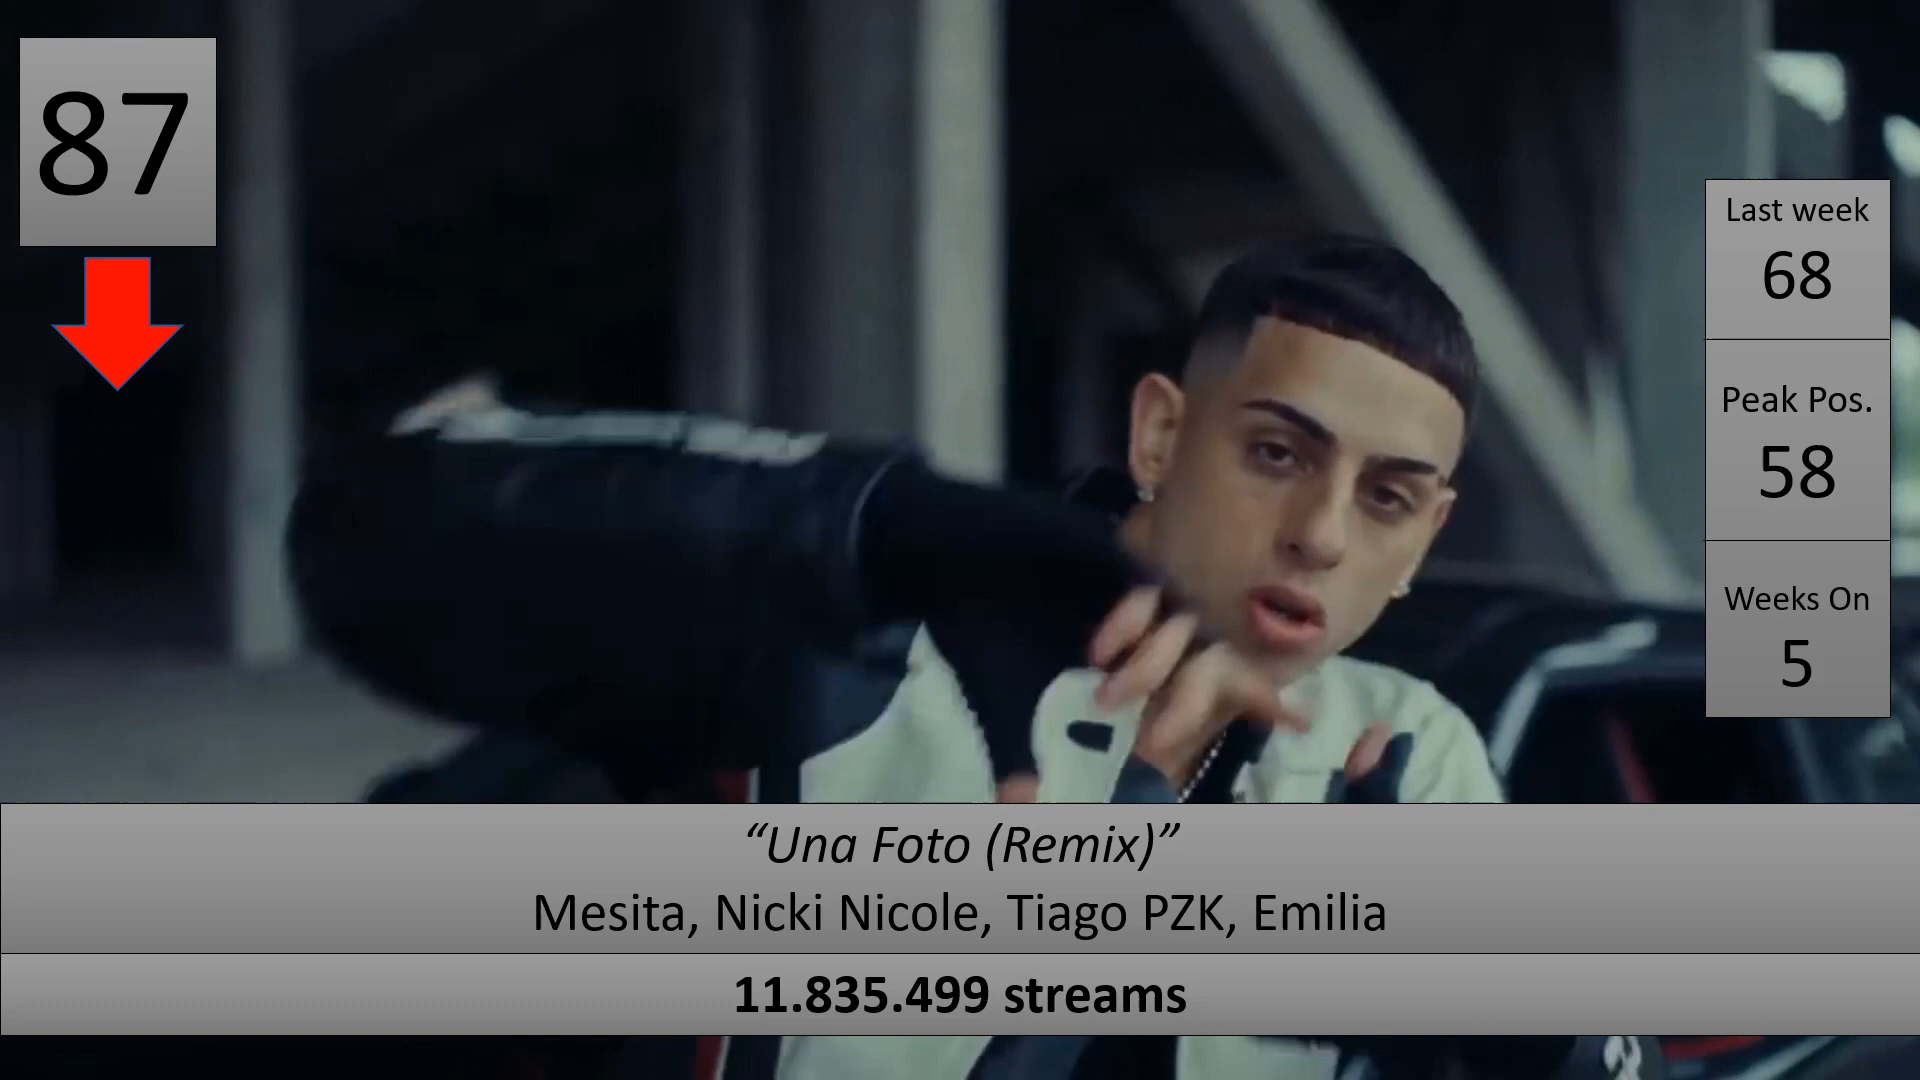 87
Last week
68
Peak Pos.
58
Weeks On
5
“Una Foto (Remix)”
Mesita, Nicki Nicole, Tiago PZK, Emilia
11.835.499 streams